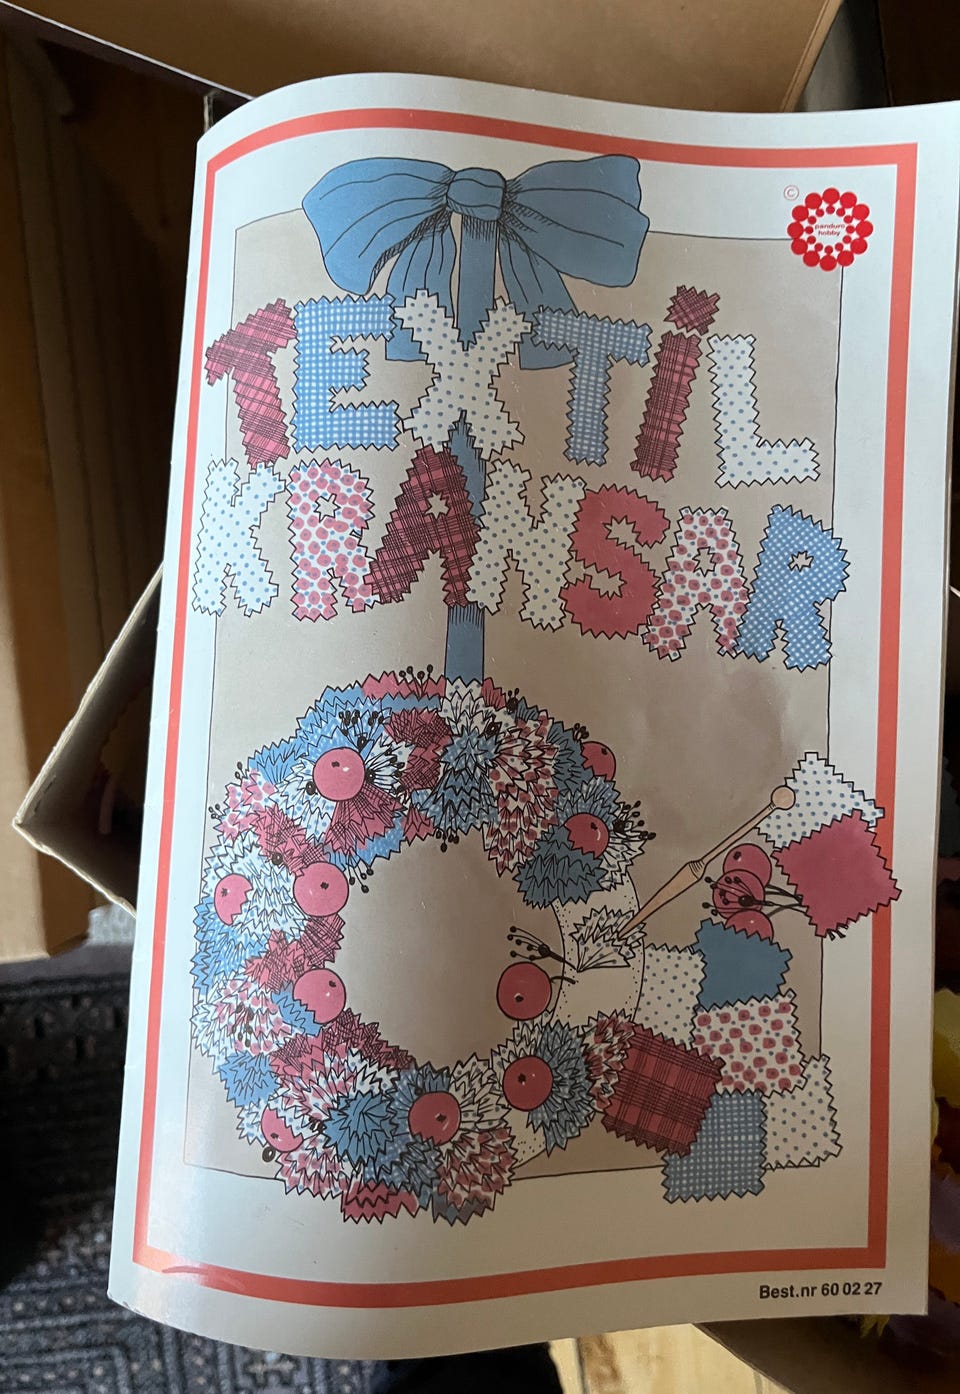 ©
panduro
hobby
TEXTiL
KRANSAR
Best.nr 60 02 27